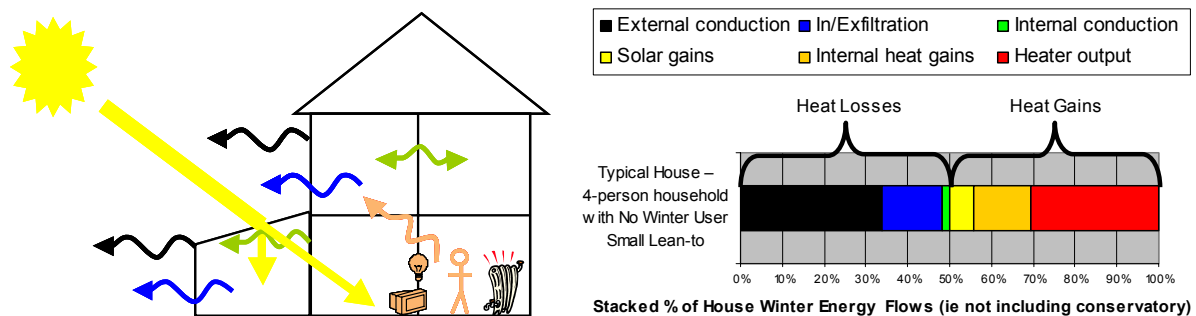 External conduction In/Exfiltration Internal conduction
Solar gains Internal heat gains Heater output
Heat Losses Heat Gains
Typical House –
4-person household
with No Winter User
Small Lean-to
0% 10% 20% 30% 40% 50% 60% 70% 80% 90% 100%
Stacked % of House Winter Energy Flows (ie not including conservatory)